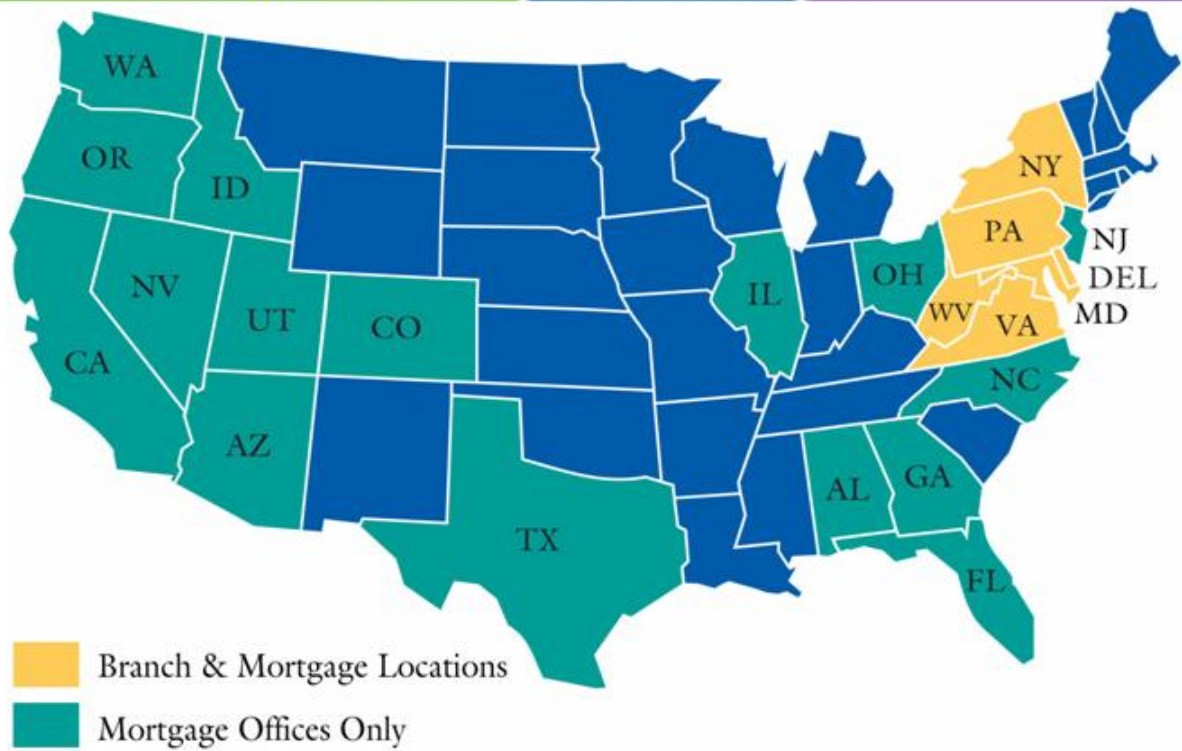 WA
OR
ID
NY
PA
NJ
NV
IL
OH
DEL
UT
CO
WV
VA
MD
CA
NC
AZ
AL
GA
TX
FL
Branch & Mortgage Locations
Mortgage Offices Only